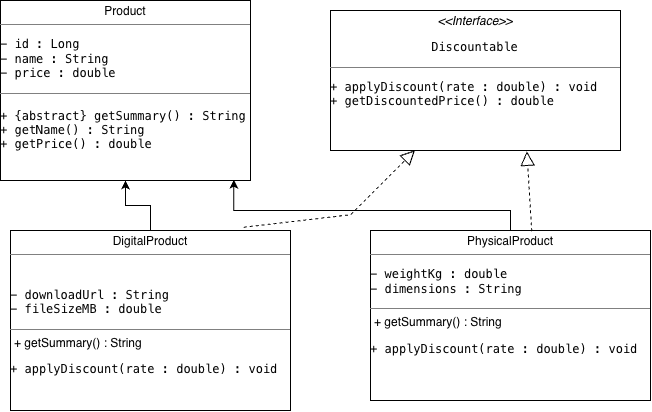 Product
- id : Long
- name : String
- price : double
+ {abstract} getSummary() : String
+ getName() : String
+ getPrice() : double
<<Interface>>
Discountable
+ applyDiscount(rate : double) : void
+ getDiscountedPrice() : double
DigitalProduct
- downloadUrl : String
- fileSizeMB : double
+ getSummary() : String
+ applyDiscount(rate : double) : void
PhysicalProduct
- weightKg : double
- dimensions : String
+ getSummary() : String
+ applyDiscount(rate : double) : void